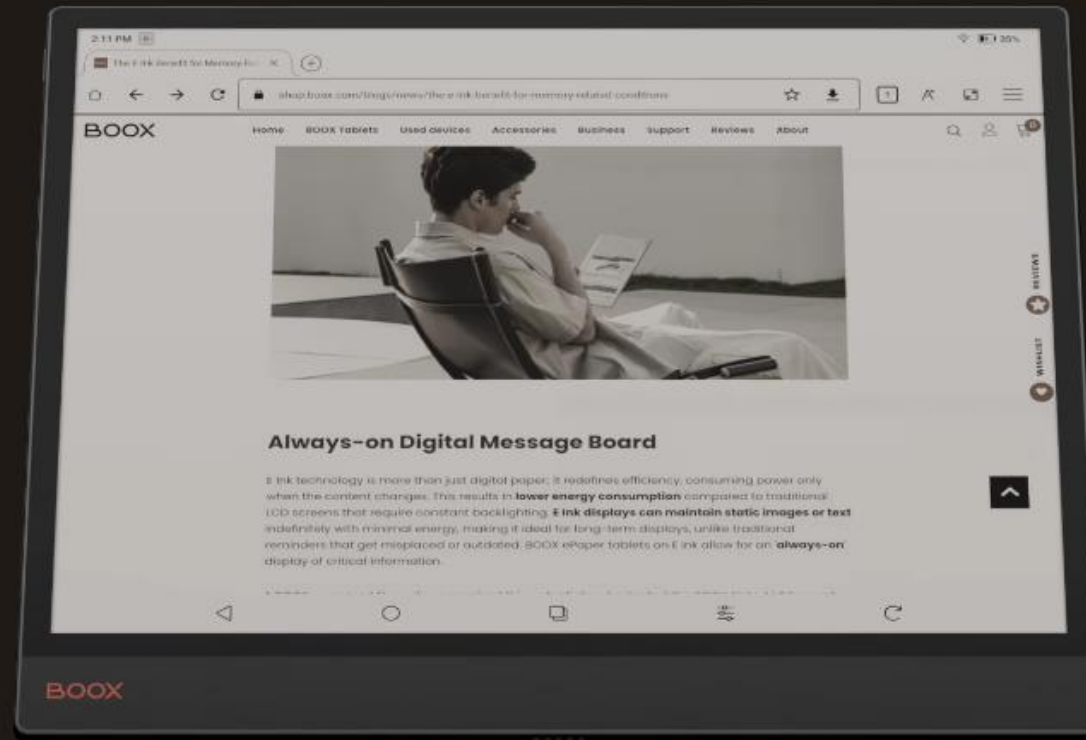 2:11 PM
35%
The E Ink Benefit for Memory-Re
shop.boox.com/blogs/news/the-e-ink-benefit-for-memory-related-conditions
1
BOOX
Home BOOX Tablets Used devices Accessories Business Support Reviews About
0
REVIEWS
WISHLIST
Always-on Digital Message Board
E Ink technology is more than just digital paper; it redefines efficiency, consuming power only
when the content changes. This results in lower energy consumption compared to traditional
LCD screens that require constant backlighting. E Ink displays can maintain static images or text
indefinitely with minimal energy, making it ideal for long-term displays, unlike traditional
reminders that get misplaced or outdated. BOOX ePaper tablets on E Ink allow for an 'always-on'
display of critical information.
BOOX